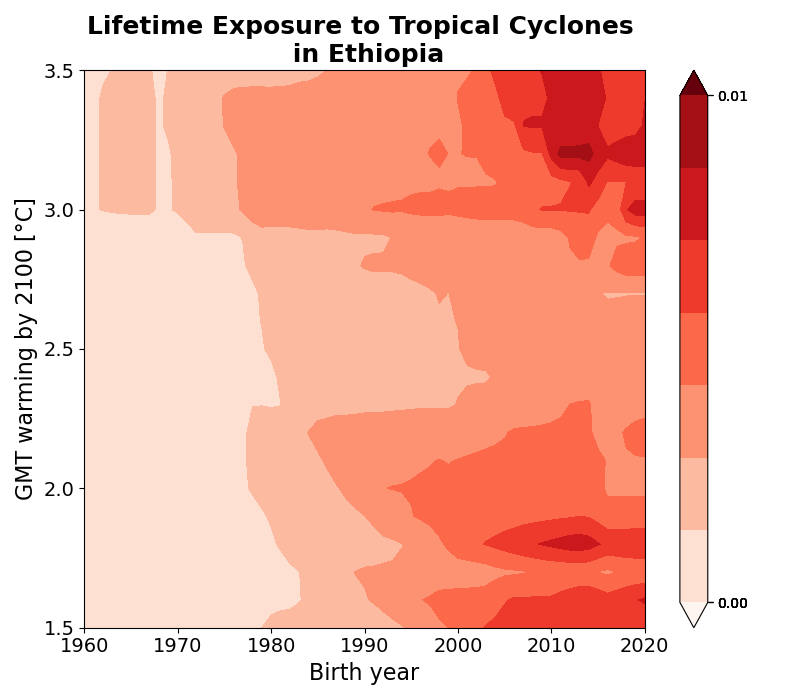 Lifetime Exposure to Tropical Cyclones
in Ethiopia
GMT warming by 2100 [°C]
3.5
3.0
2.5
2.0
1.5
1960 1970 1980 1990 2000 2010 2020
Birth year
0.01
0.00